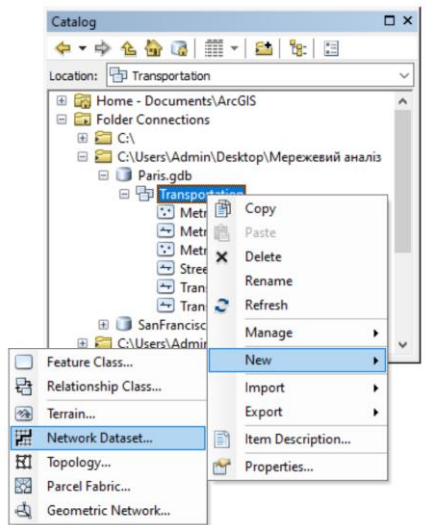 Catalog
Location: Transportation
Home - Documents\ArcGIS
Folder Connections
C:\
C:\Users\Admin\Desktop\Мережевий аналіз
Paris.gdb
Transportation
Metr
Metr
Metr
Stree
Tran
Tran
SanFrancisc
C:\Users\Admin
Copy
Paste
Delete
Rename
Refresh
Manage
New
Import
Export
Item Description...
Properties...
Feature Class...
Relationship Class...
Terrain...
Network Dataset...
Topology...
Parcel Fabric...
Geometric Network...